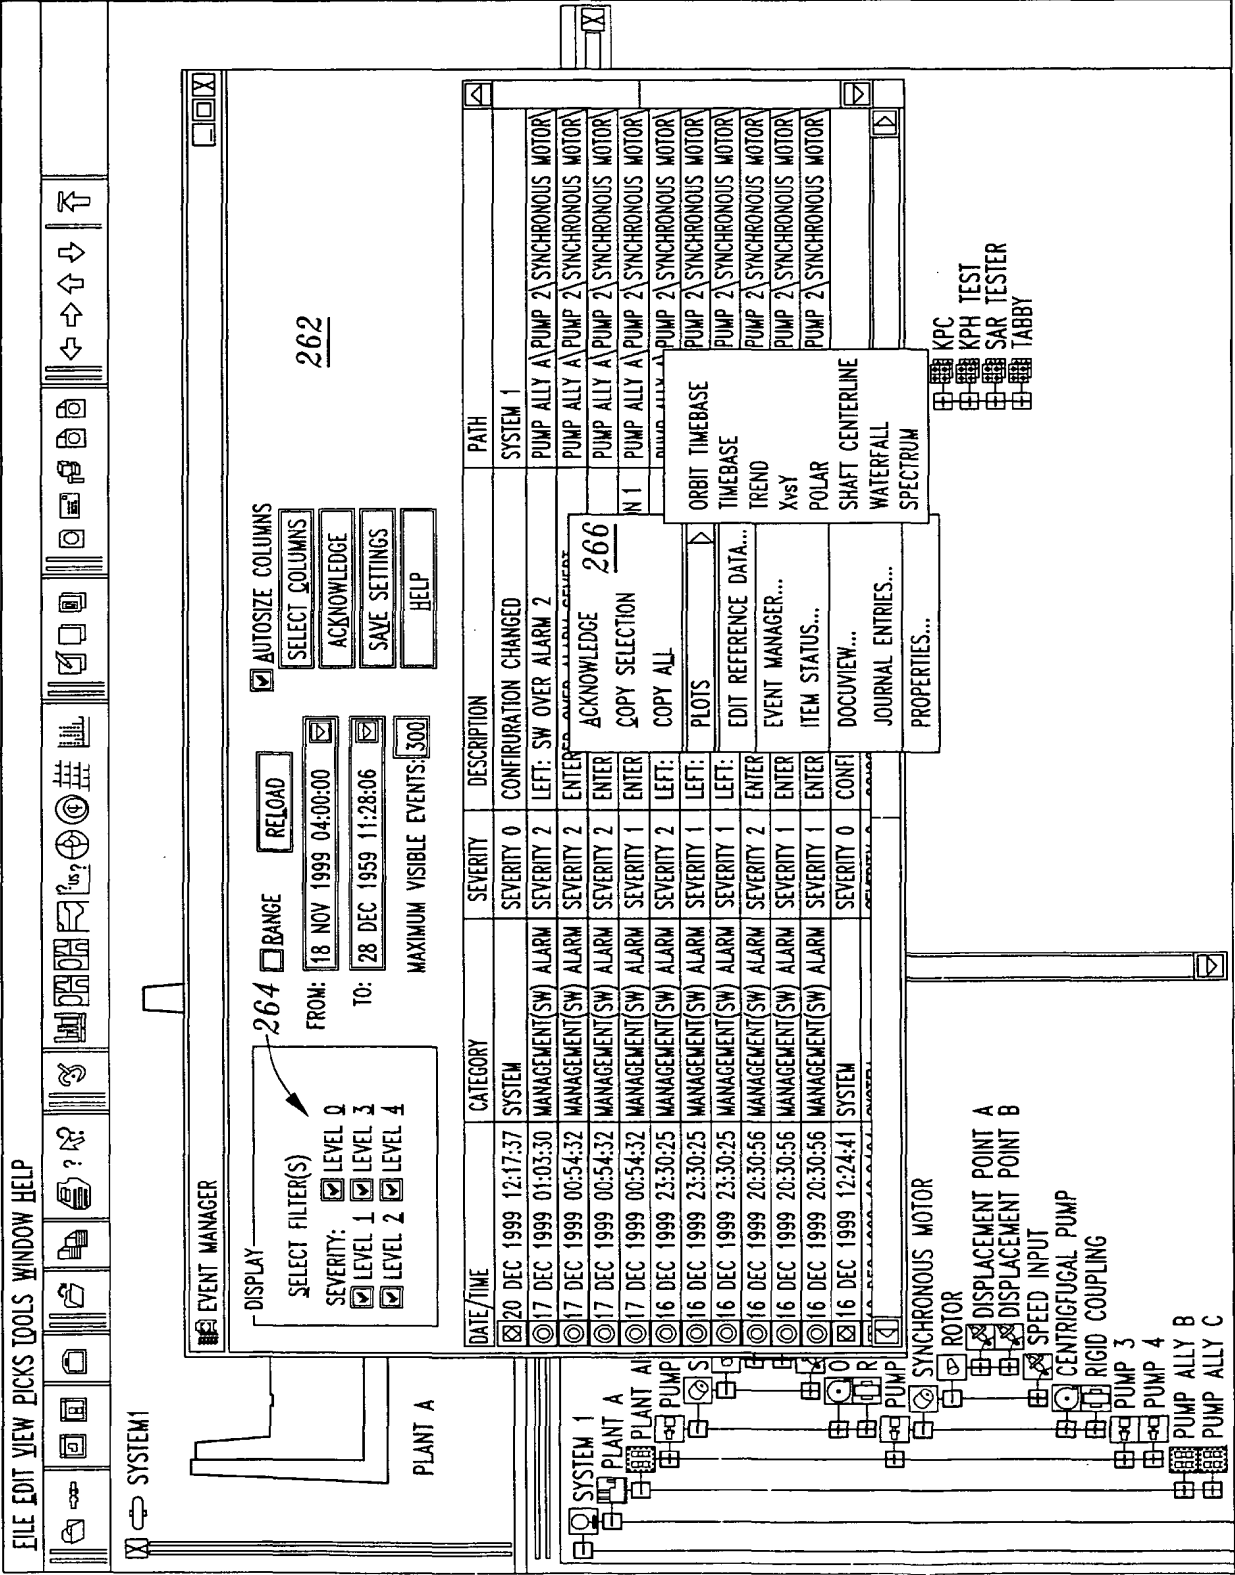 FILE EDIT VIEW PICKS TOOLS WINDOW HELP
? ?
?us?
SYSTEM1
PLANT A
EVENT MANAGER
262
DISPLAY
SELECT FILTER(S)
SEVERITY:
LEVEL 0
LEVEL 1
LEVEL 3
LEVEL 2
LEVEL 4
264
RANGE
RELOAD
FROM:
18 NOV 1999 04:00:00
TO:
28 DEC 1959 11:28:06
MAXIMUM VISIBLE EVENTS:
300
AUTOSIZE COLUMNS
SELECT COLUMNS
ACKNOWLEDGE
SAVE SETTINGS
HELP
DATE/TIME CATEGORY SEVERITY DESCRIPTION PATH
20 DEC 1999 12:17:37 SYSTEM SEVERITY 0 CONFIRURATION CHANGED SYSTEM 1
17 DEC 1999 01:03:30 MANAGEMENT(SW) ALARM SEVERITY 2 LEFT: SW OVER ALARM 2 PUMP ALLY A\PUMP 2\SYNCHRONOUS MOTOR\
17 DEC 1999 00:54:32 MANAGEMENT(SW) ALARM SEVERITY 2 ENTERED OVER ALARM SEVERT PUMP ALLY A\PUMP 2\SYNCHRONOUS MOTOR\
17 DEC 1999 00:54:32 MANAGEMENT(SW) ALARM SEVERITY 2 ENTER PUMP ALLY A\PUMP 2\SYNCHRONOUS MOTOR\
17 DEC 1999 00:54:32 MANAGEMENT(SW) ALARM SEVERITY 1 ENTER ON 1 PUMP ALLY A\PUMP 2\SYNCHRONOUS MOTOR\
16 DEC 1999 23:30:25 MANAGEMENT(SW) ALARM SEVERITY 2 LEFT: PUMP ALLY A\PUMP 2\SYNCHRONOUS MOTOR\
16 DEC 1999 23:30:25 MANAGEMENT(SW) ALARM SEVERITY 1 LEFT: PUMP 2\SYNCHRONOUS MOTOR\
16 DEC 1999 23:30:25 MANAGEMENT(SW) ALARM SEVERITY 1 LEFT: PUMP 2\SYNCHRONOUS MOTOR\
16 DEC 1999 20:30:56 MANAGEMENT(SW) ALARM SEVERITY 2 ENTER PUMP 2\SYNCHRONOUS MOTOR\
16 DEC 1999 20:30:56 MANAGEMENT(SW) ALARM SEVERITY 1 ENTER PUMP 2\SYNCHRONOUS MOTOR\
16 DEC 1999 20:30:56 MANAGEMENT(SW) ALARM SEVERITY 1 ENTER PUMP 2\SYNCHRONOUS MOTOR\
16 DEC 1999 12:24:41 SYSTEM SEVERITY 0 CONFI
266
ACKNOWLEDGE
COPY SELECTION
COPY ALL
PLOTS
EDIT REFERENCE DATA...
EVENT MANAGER...
ITEM STATUS...
DOCUVIEW...
JOURNAL ENTRIES...
PROPERTIES...
ORBIT TIMEBASE
TIMEBASE
TREND
XvsY
POLAR
SHAFT CENTERLINE
WATERFALL
SPECTRUM
SYSTEM 1
PLANT A
PLANT Al
PUMP
S
O
R
PUMP
SYNCHRONOUS MOTOR
ROTOR
DISPLACEMENT POINT A
DISPLACEMENT POINT B
SPEED INPUT
CENTRIGFUGAL PUMP
RIGID COUPLING
PUMP 3
PUMP 4
PUMP ALLY B
PUMP ALLY C
KPC
KPH TEST
SAR TESTER
TABBY